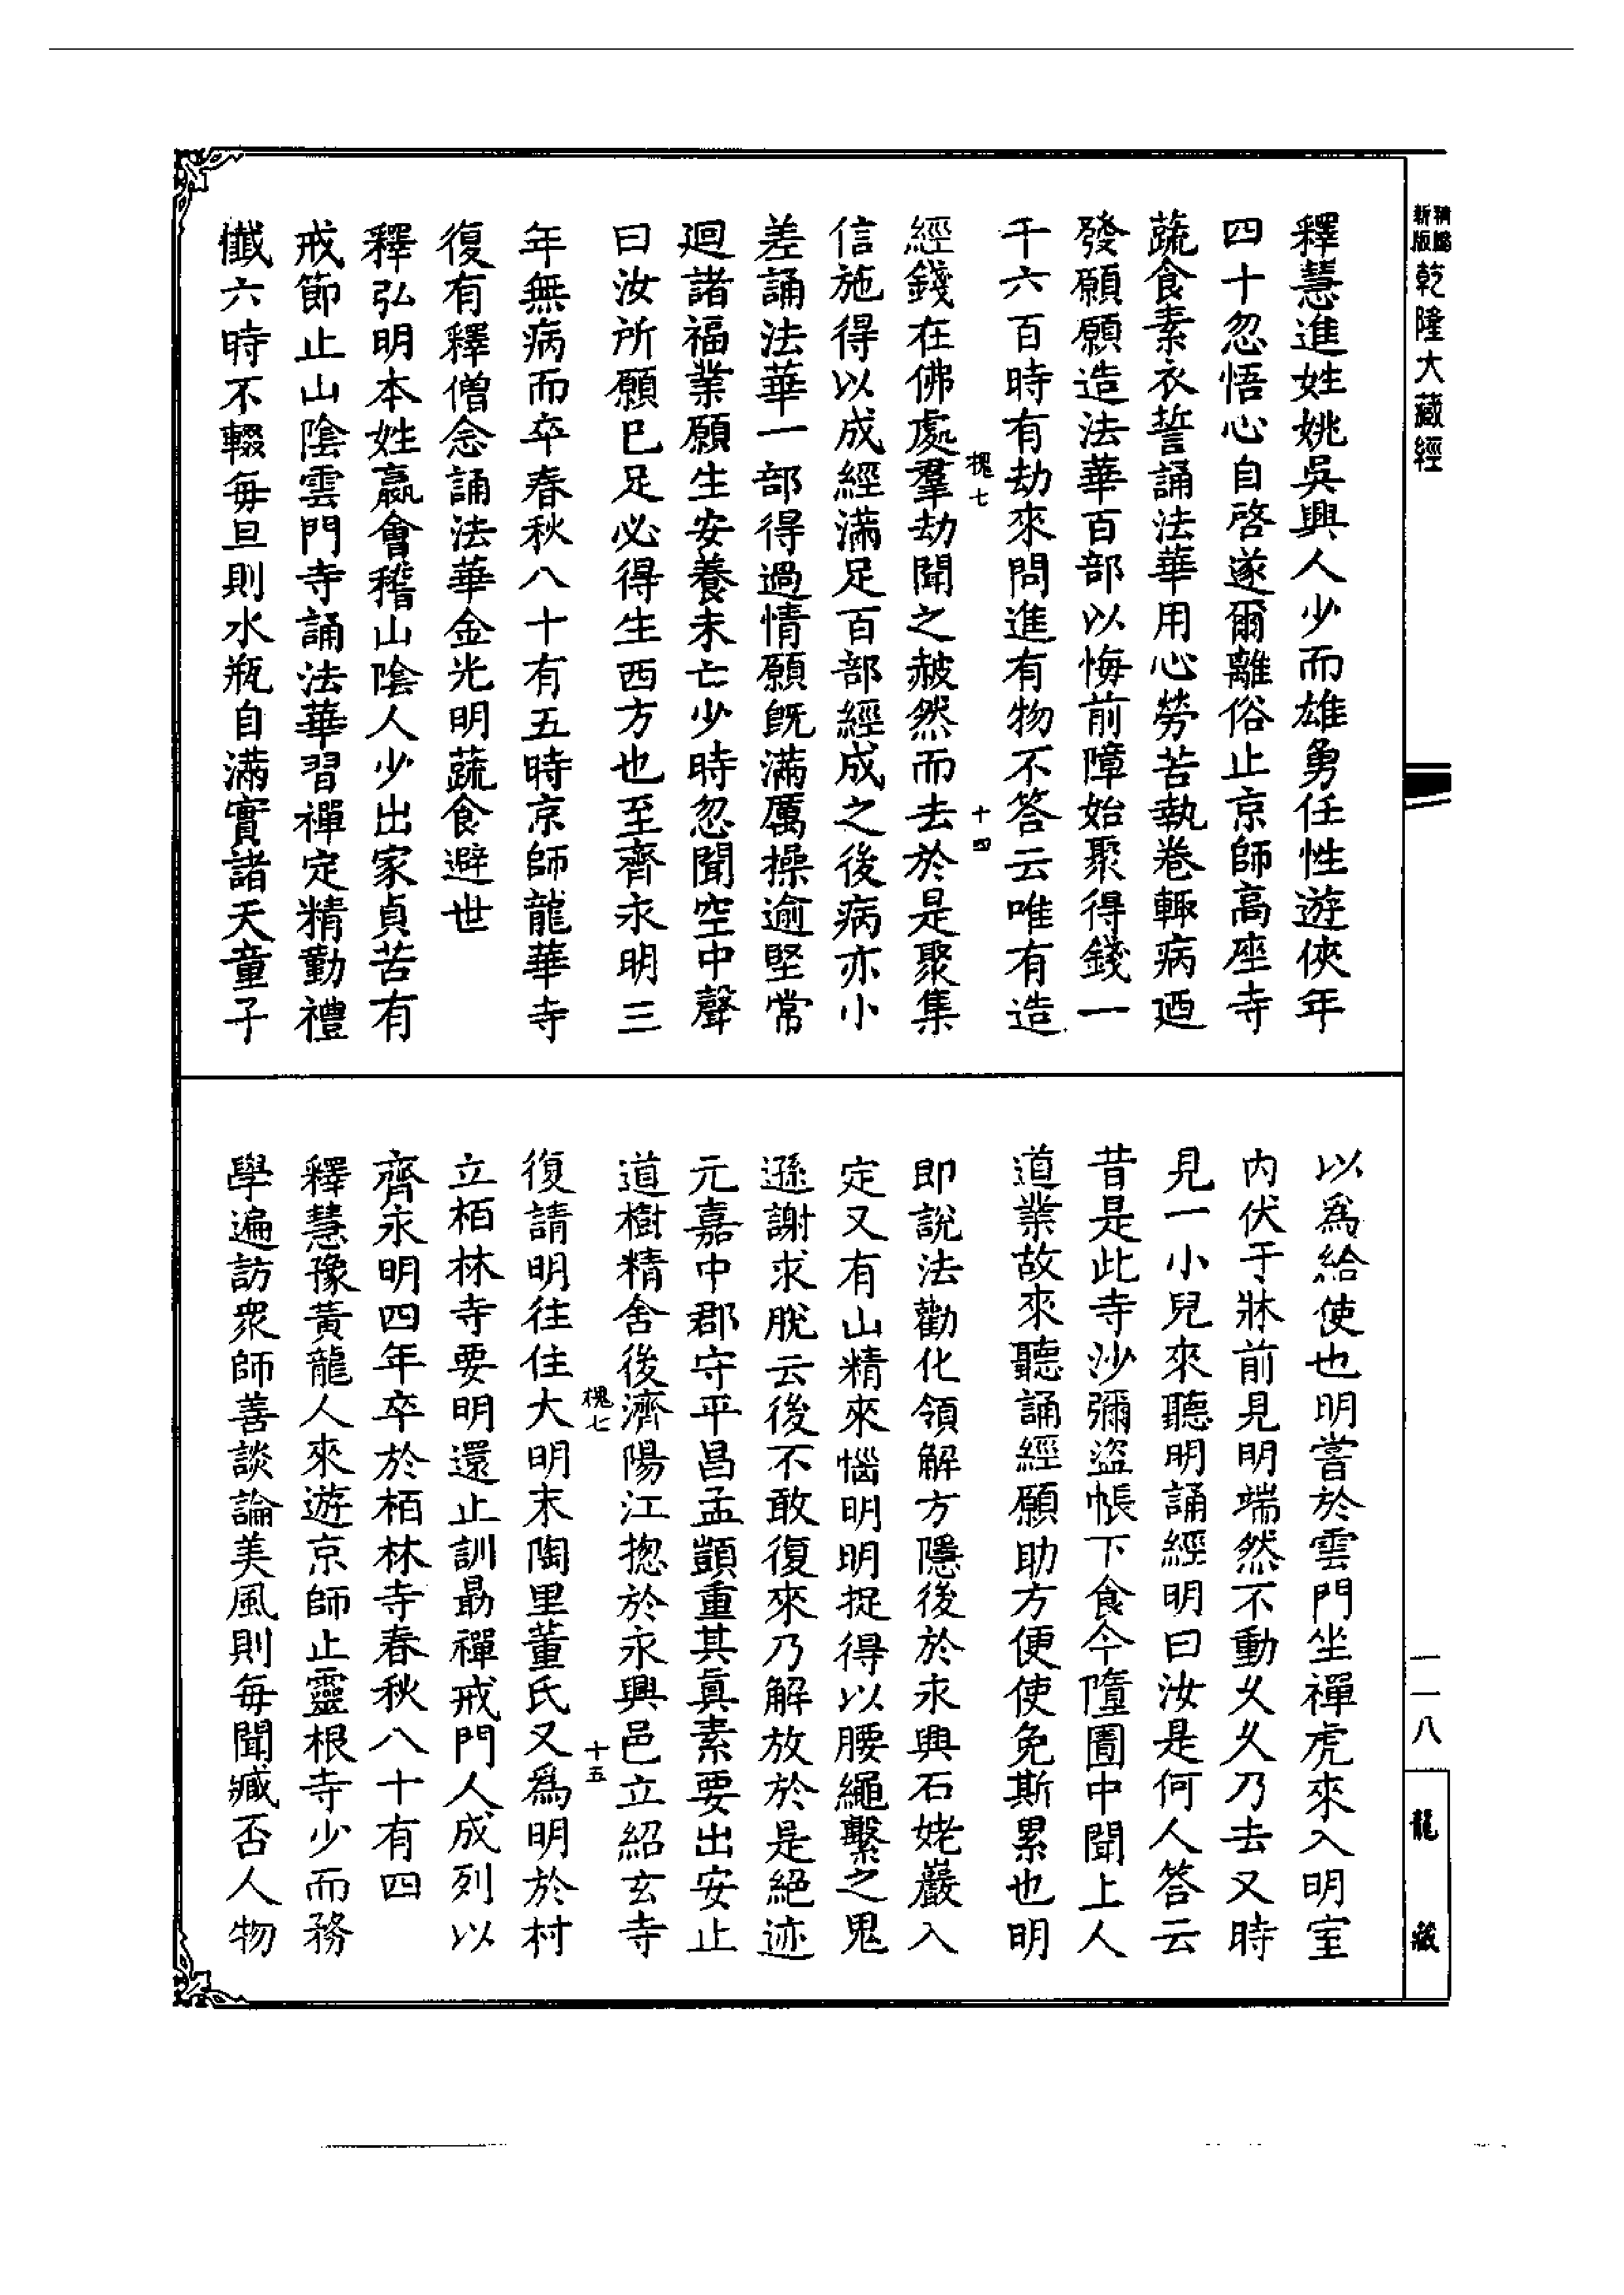 新版
精縮
乾隆大藏經
釋慧進姓姚吳興人少而雄勇任性遊俠年
四十忽悟心自啓遂爾離俗止京師高座寺
蔬食素衣誓誦法華用心勞苦執卷輒病迺
發願願造法華百部以悔前障始聚得錢一
千六百時有劫來問進有物不答云唯有造
槐七
十四
經錢在佛處羣劫聞之赧然而去於是聚集
信施得以成經滿足百部經成之後病亦小
差誦法華一部得過情願既滿厲操逾堅常
迴諸福業願生安養未亡少時忽聞空中聲
曰汝所願已足必得生西方也至齊永明三
年無病而卒春秋八十有五時京師龍華寺
復有釋僧念誦法華金光明蔬食避世
釋弘明本姓嬴會稽山陰人少出家貞苦有
戒節止山陰雲門寺誦法華習禪定精勤禮
懺六時不輟每旦則水瓶自滿實諸天童子
以為給使也明嘗於雲門坐禪虎來入明室
內伏于牀前見明端然不動久久乃去又時
見一小兒來聽明誦經明曰汝是何人答云
昔是此寺沙彌盜帳下食今墮圊中聞上人
道業故來聽誦經願助方便使免斯累也明
即說法勸化領解方隱後於永興石姥巖入
定又有山精來惱明明捉得以腰繩繫之鬼
遜謝求脫云後不敢復來乃解放於是絕迹
元嘉中郡守平昌孟顗重其真素要出安止
道樹精舍後濟陽江揔於永興邑立紹玄寺
槐七
十五
復請明往住大明末陶里董氏又爲明於村
立栢林寺要明還止訓勗禪戒門人成列以
齊永明四年卒於栢林寺春秋八十有四
釋慧豫黃龍人來遊京師止靈根寺少而務
學遍訪衆師善談論美風則每聞臧否人物
一一八
龍藏